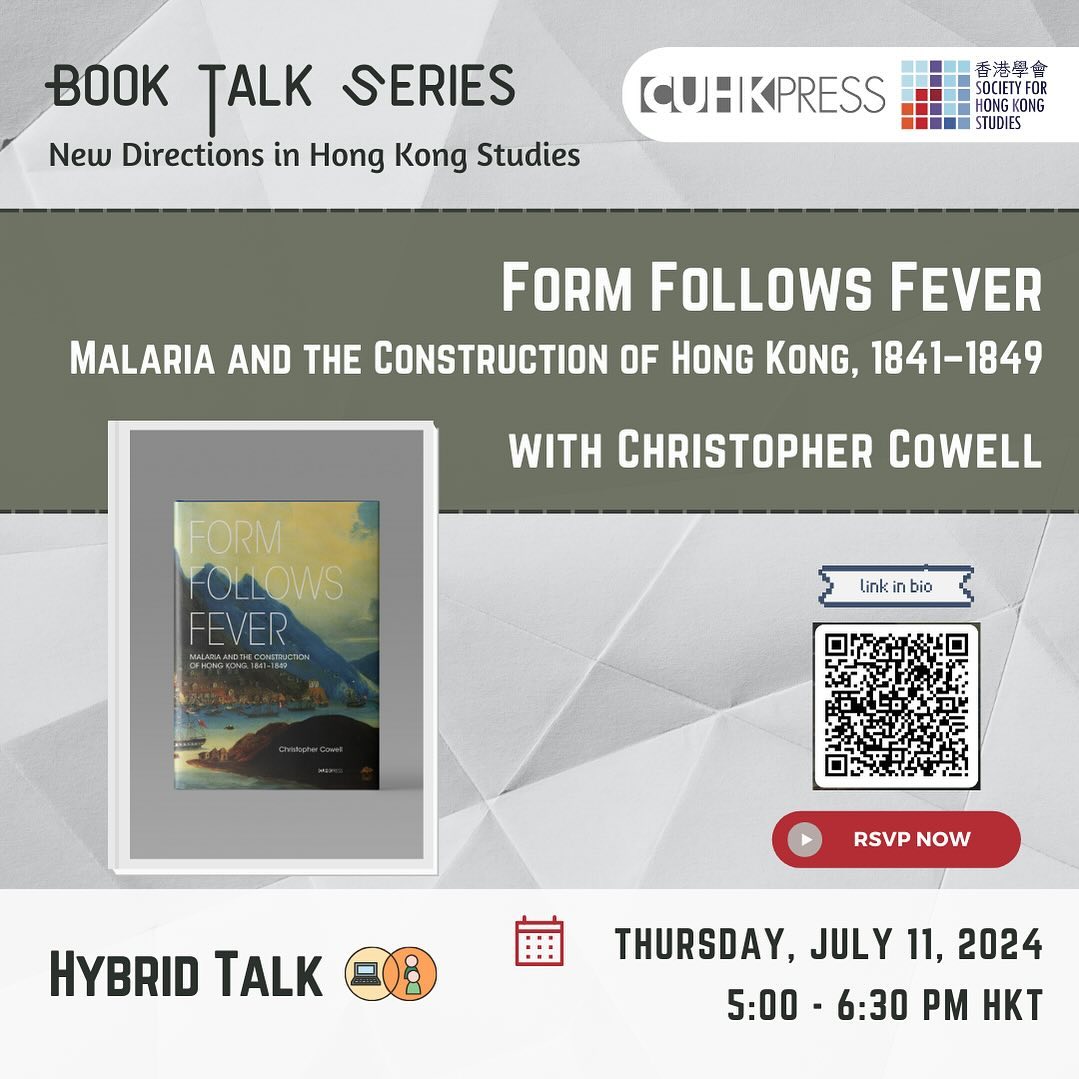 BOOK TALK SERIES
New Directions in Hong Kong Studies
CUHKPRESS
香港學會
SOCIETY FOR
HONG KONG
STUDIES
FORM FOLLOWS FEVER
MALARIA AND THE CONSTRUCTION OF HONG KONG, 1841–1849
WITH CHRISTOPHER COWELL
FORM
FOLLOWS
FEVER
MALARIA AND THE CONSTRUCTION
OF HONG KONG, 1841–1849
Christopher Cowell
link in bio
RSVP NOW
HYBRID TALK
THURSDAY, JULY 11, 2024
5:00 - 6:30 PM HKT